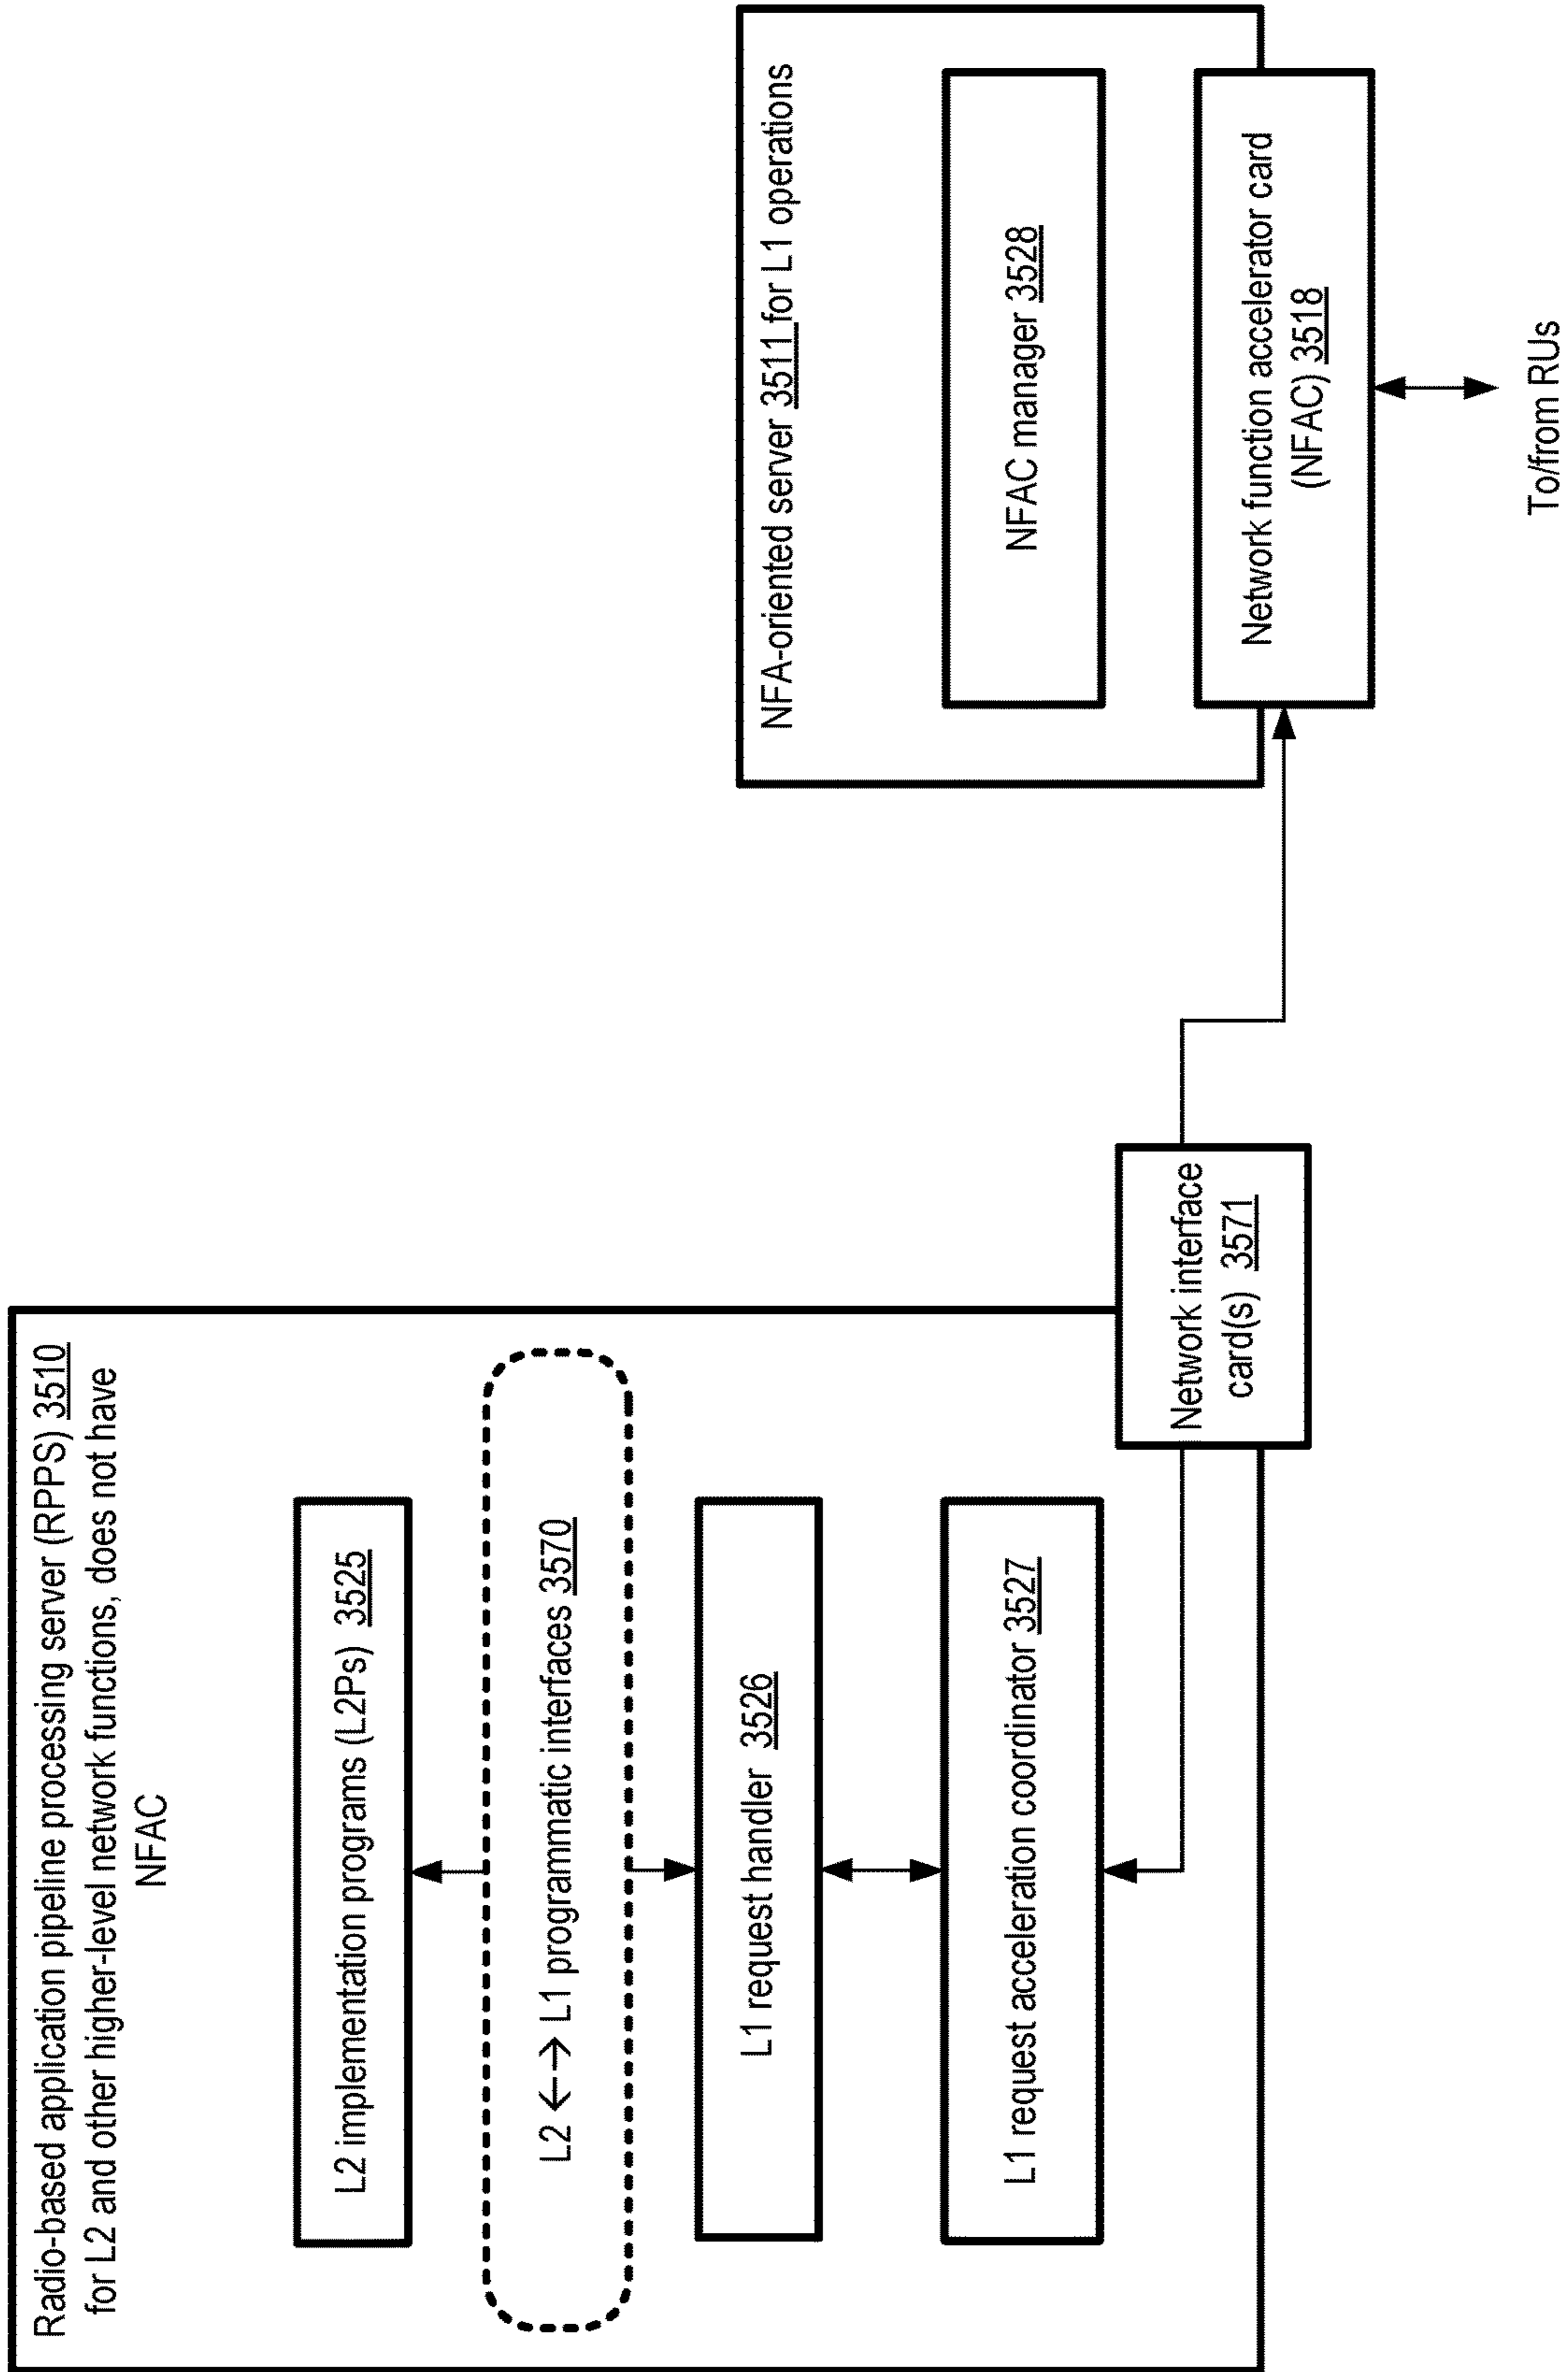 Radio-based application pipeline processing server (RPPS) 3510
for L2 and other higher-level network functions, does not have
NFAC
L2 implementation programs (L2Ps) 3525
L2 ←→ L1 programmatic interfaces 3570
L1 request handler 3526
L1 request acceleration coordinator 3527
Network interface
card(s) 3571
NFA-oriented server 3511 for L1 operations
NFAC manager 3528
Network function accelerator card
(NFAC) 3518
To/from RUs